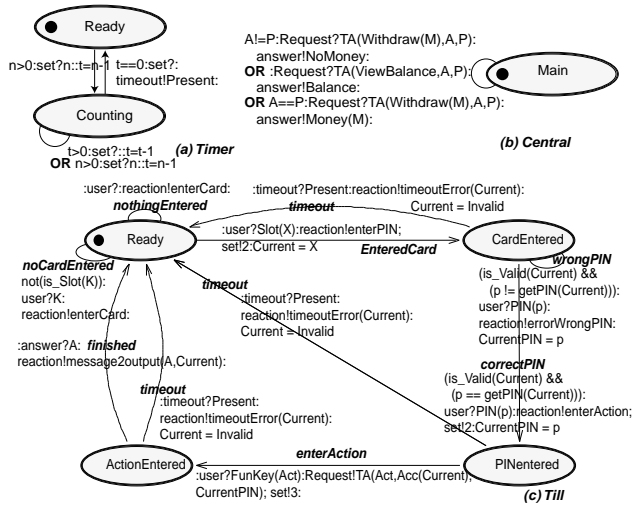 Ready
n>0:set?n::t=n-1
t==0:set?:
timeout!Present:
Counting
t>0:set?::t=t-1
OR n>0:set?n::t=n-1
(a) Timer
A!=P:Request?TA(Withdraw(M),A,P):
answer!NoMoney:
OR :Request?TA(ViewBalance,A,P):
answer!Balance:
OR A==P:Request?TA(Withdraw(M),A,P):
answer!Money(M):
Main
(b) Central
:user?:reaction!enterCard:
nothingEntered
:timeout?Present:reaction!timeoutError(Current):
Current = Invalid
timeout
Ready
:user?Slot(X):reaction!enterPIN;
set!2:Current = X
EnteredCard
CardEntered
noCardEntered
not(is_Slot(K)):
user?K:
reaction!enterCard:
wrongPIN
(is_Valid(Current) &&
(p != getPIN(Current))):
user?PIN(p):
reaction!errorWrongPIN:
CurrentPIN = p
timeout
:timeout?Present:
reaction!timeoutError(Current):
Current = Invalid
:answer?A:
finished
reaction!message2output(A,Current):
correctPIN
(is_Valid(Current) &&
(p == getPIN(Current))):
user?PIN(p):reaction!enterAction;
set!2:CurrentPIN = p
timeout
:timeout?Present:
reaction!timeoutError(Current):
Current = Invalid
ActionEntered
enterAction
:user?FunKey(Act):Request!TA(Act,Acc(Current),
CurrentPIN); set!3:
PINentered
(c) Till